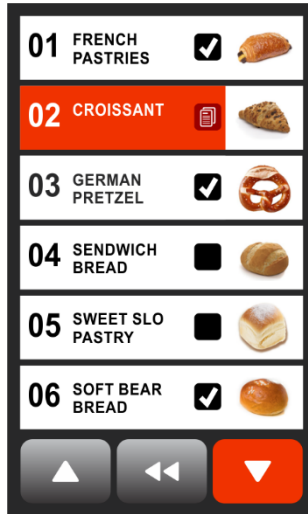 01 FRENCH
PASTRIES
02 CROISSANT
03 GERMAN
PRETZEL
04 SENDWICH
BREAD
05 SWEET SLO
PASTRY
06 SOFT BEAR
BREAD